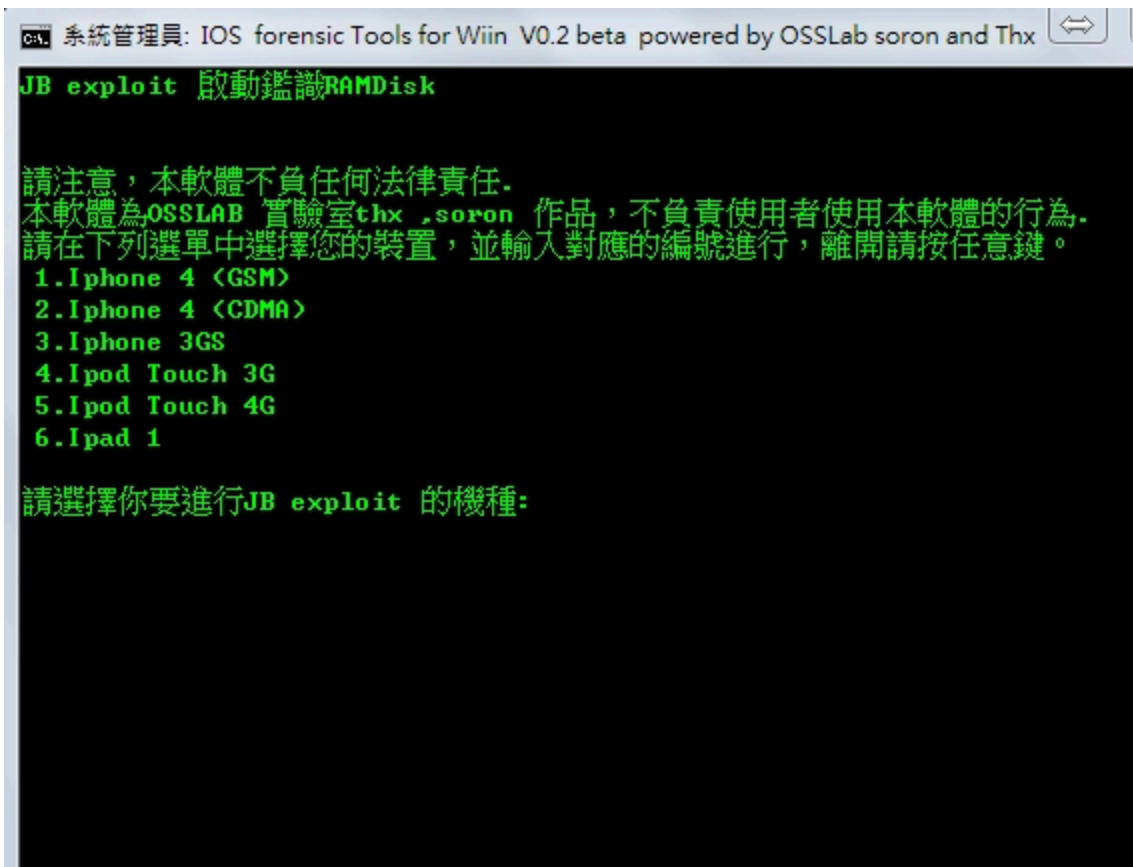 系統管理員: IOS forensic Tools for Wiin V0.2 beta powered by OSSLab soron and Thx
JB exploit 啟動鑑識RAMDisk
請注意，本軟體不負任何法律責任.
本軟體為OSSLAB 實驗室thx ,soron 作品，不負責使用者使用本軟體的行為.
請在下列選單中選擇您的裝置，並輸入對應的編號進行，離開請按任意鍵。
1.Iphone 4 (GSM)
2.Iphone 4 (CDMA)
3.Iphone 3GS
4.Ipod Touch 3G
5.Ipod Touch 4G
6.Ipad 1
請選擇你要進行JB exploit 的機種: